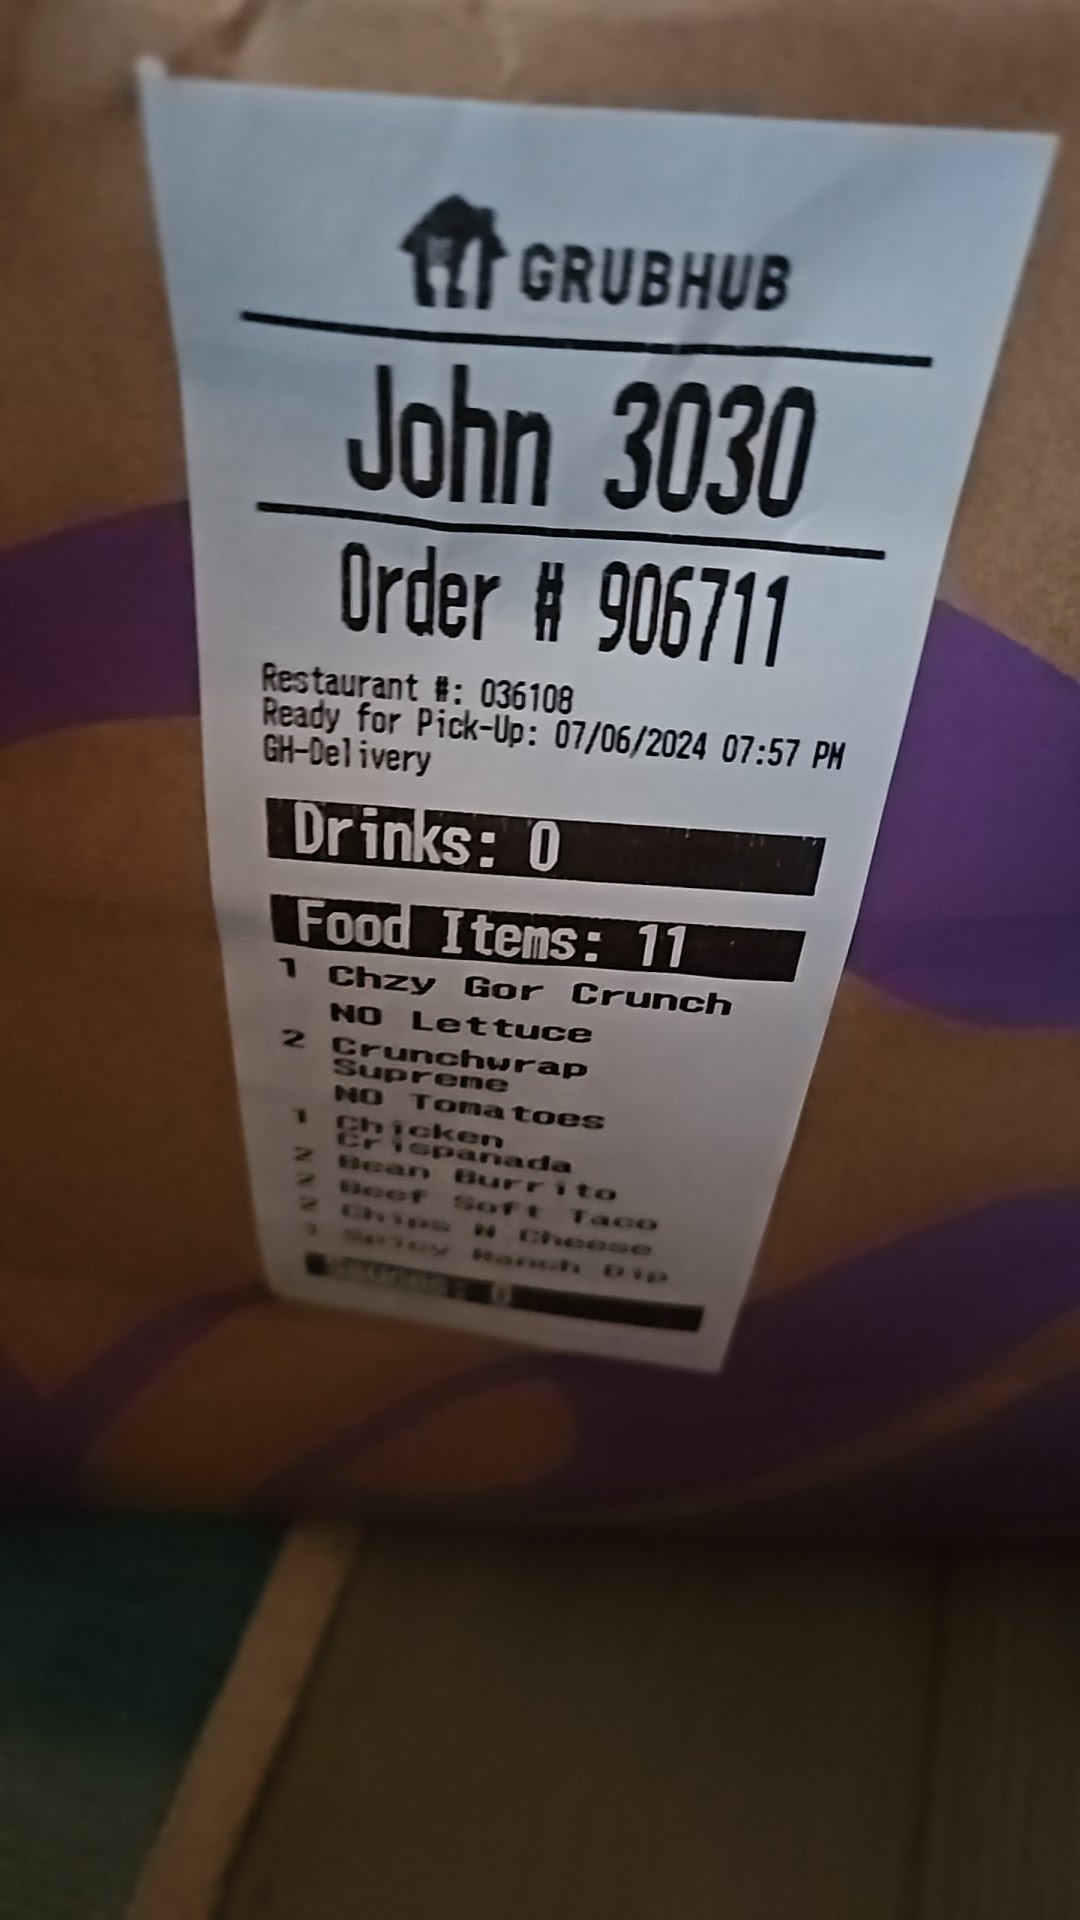 GRUBHUB
John 3030
Order # 906711
Restaurant #: 036108
Ready for Pick-Up: 07/06/2024 07:57 PM
GH-Delivery
Drinks: 0
Food Items: 11
1 Chzy Gor Crunch
NO Lettuce
2 Crunchwrap
Supreme
NO Tomatoes
1 Chicken
Crispanada
2 Bean Burrito
2 Beef Soft Taco
2 Chips N Cheese
1 Spicy Ranch Dip